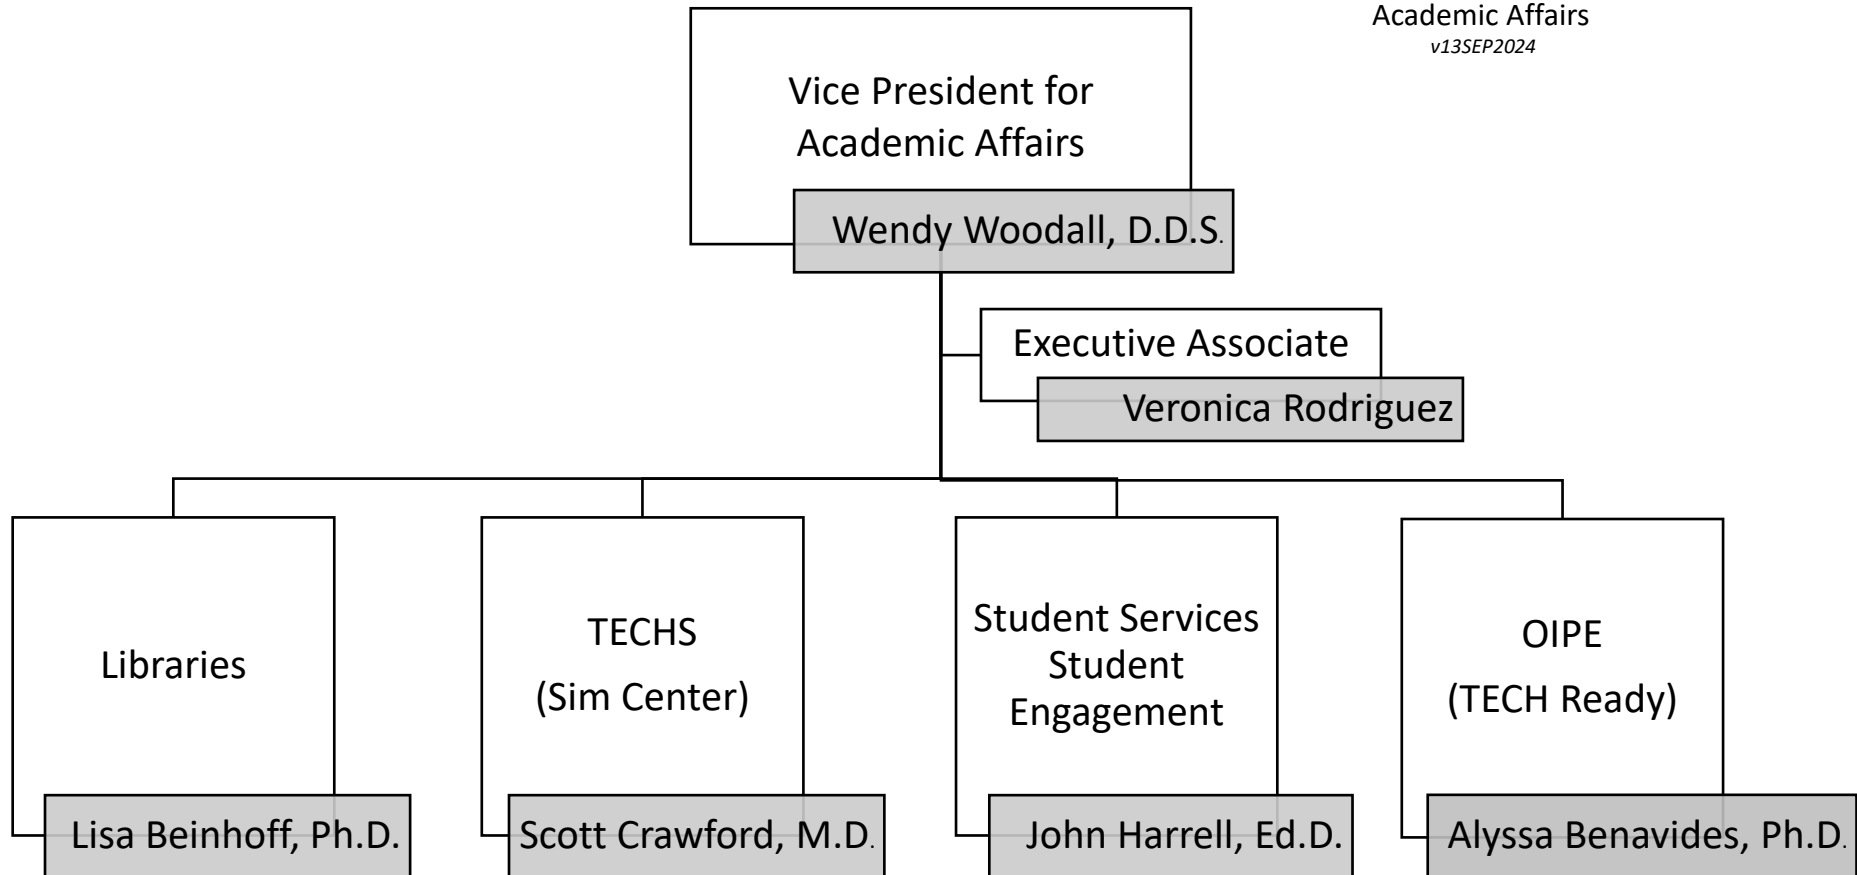 Academic Affairs
v13SEP2024
Vice President for
Academic Affairs
Wendy Woodall, D.D.S.
Executive Associate
Veronica Rodriguez
Libraries
Lisa Beinhoff, Ph.D.
TECHS
(Sim Center)
Scott Crawford, M.D.
Student Services
Student
Engagement
John Harrell, Ed.D.
OIPE
(TECH Ready)
Alyssa Benavides, Ph.D.